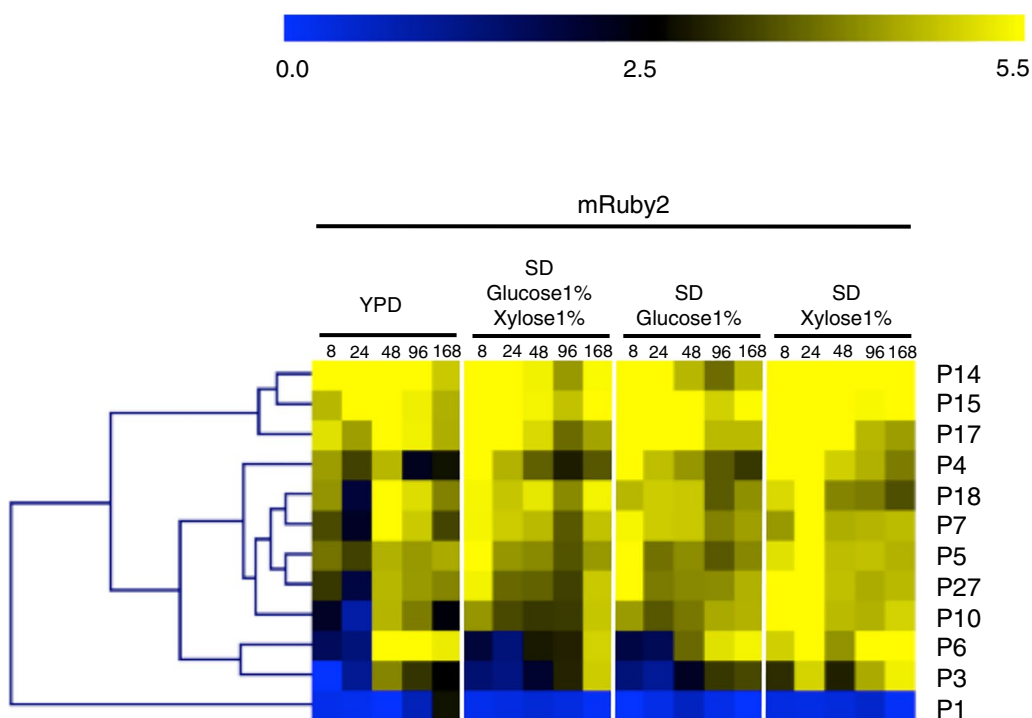 0.0 2.5 5.5
mRuby2
YPD
SD
Glucose1%
Xylose1%
SD
Glucose1%
SD
Xylose1%
8 24 48 96 168 8 24 48 96 168 8 24 48 96 168 8 24 48 96 168
P14
P15
P17
P4
P18
P7
P5
P27
P10
P6
P3
P1